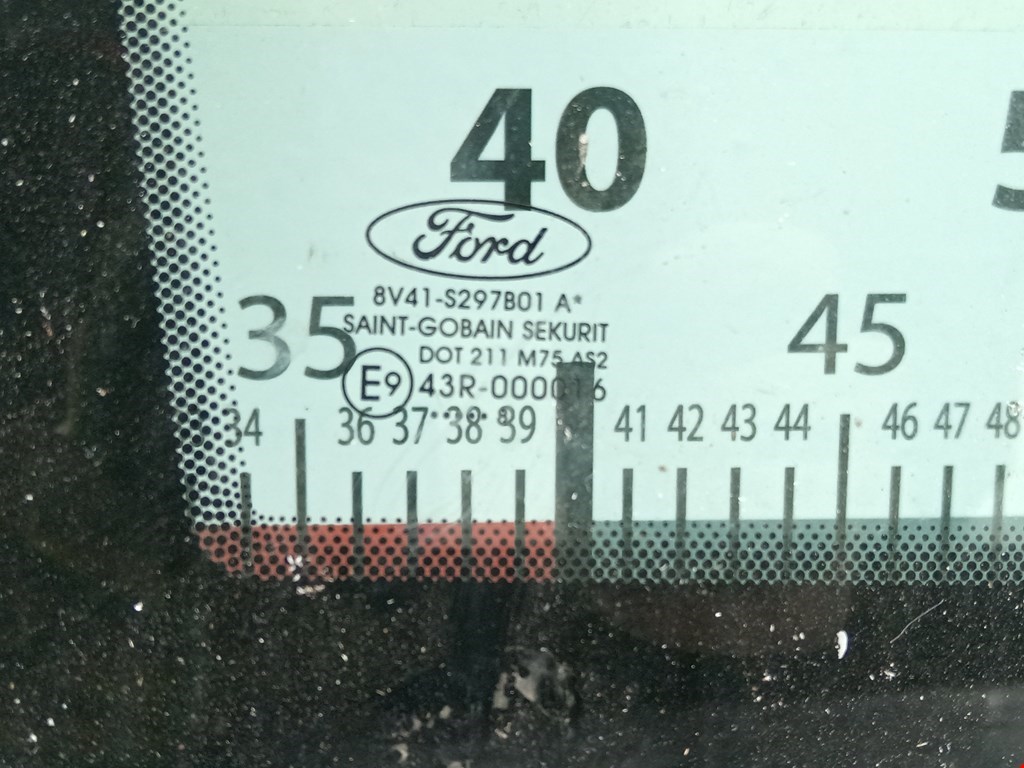 40
Ford
8V41-S297B01 A*
SAINT-GOBAIN SEKURIT
DOT 211 M75 AS2
E9 43R-000016
.... 8
35 45
34 36 37 38 39 41 42 43 44 46 47 48